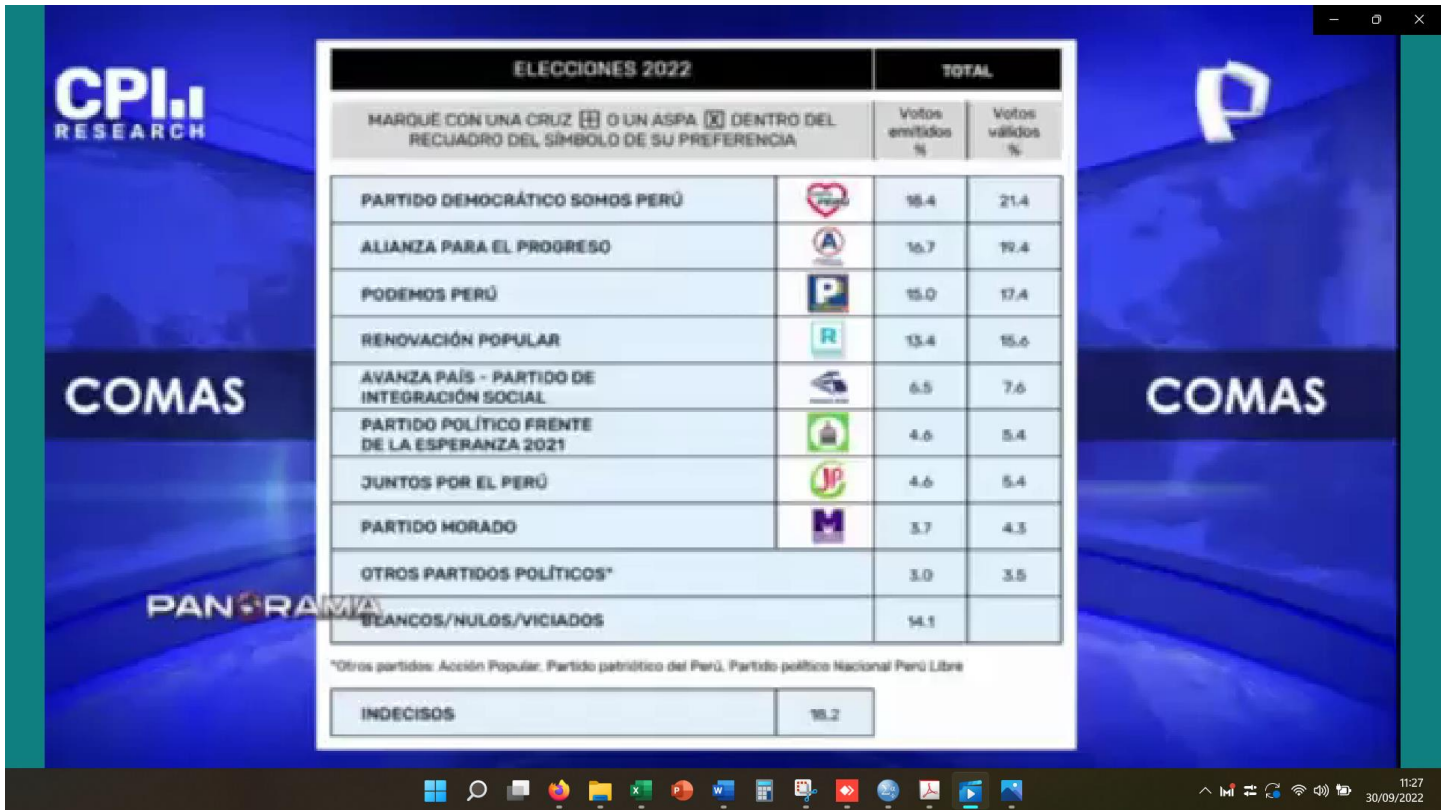 CPI
RESEARCH
ELECCIONES 2022
TOTAL
MARQUE CON UNA CRUZ O UN ASPA DENTRO DEL
RECUADRO DEL SÍMBOLO DE SU PREFERENCIA
Votos
emitidos
%
Votos
válidos
%
PARTIDO DEMOCRÁTICO SOMOS PERÚ 18.4 21.4
ALIANZA PARA EL PROGRESO A 16.7 19.4
PODEMOS PERÚ P 15.0 17.4
RENOVACIÓN POPULAR R 13.4 15.6
AVANZA PAÍS - PARTIDO DE
INTEGRACIÓN SOCIAL 6.5 7.6
PARTIDO POLÍTICO FRENTE
DE LA ESPERANZA 2021 4.6 5.4
JUNTOS POR EL PERÚ JP 4.6 5.4
PARTIDO MORADO M 3.7 4.3
OTROS PARTIDOS POLÍTICOS* 3.0 3.5
BLANCOS/NULOS/VICIADOS 14.1
*Otros partidos: Acción Popular, Partido patriótico del Perú, Partido político Nacional Perú Libre
INDECISOS 18.2
COMAS
COMAS
PANORAMA
11:27
30/09/2022